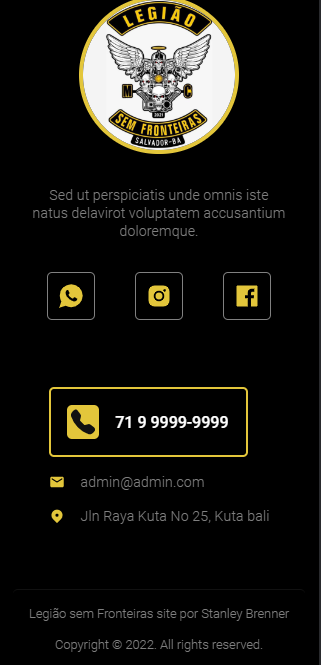 LEGIÃO
M C
2021
SEM FRONTEIRAS
SALVADOR-BA
Sed ut perspiciatis unde omnis iste
natus delavirot voluptatem accusantium
doloremque.
71 9 9999-9999
admin@admin.com
Jln Raya Kuta No 25, Kuta bali
Legião sem Fronteiras site por Stanley Brenner
Copyright © 2022. All rights reserved.